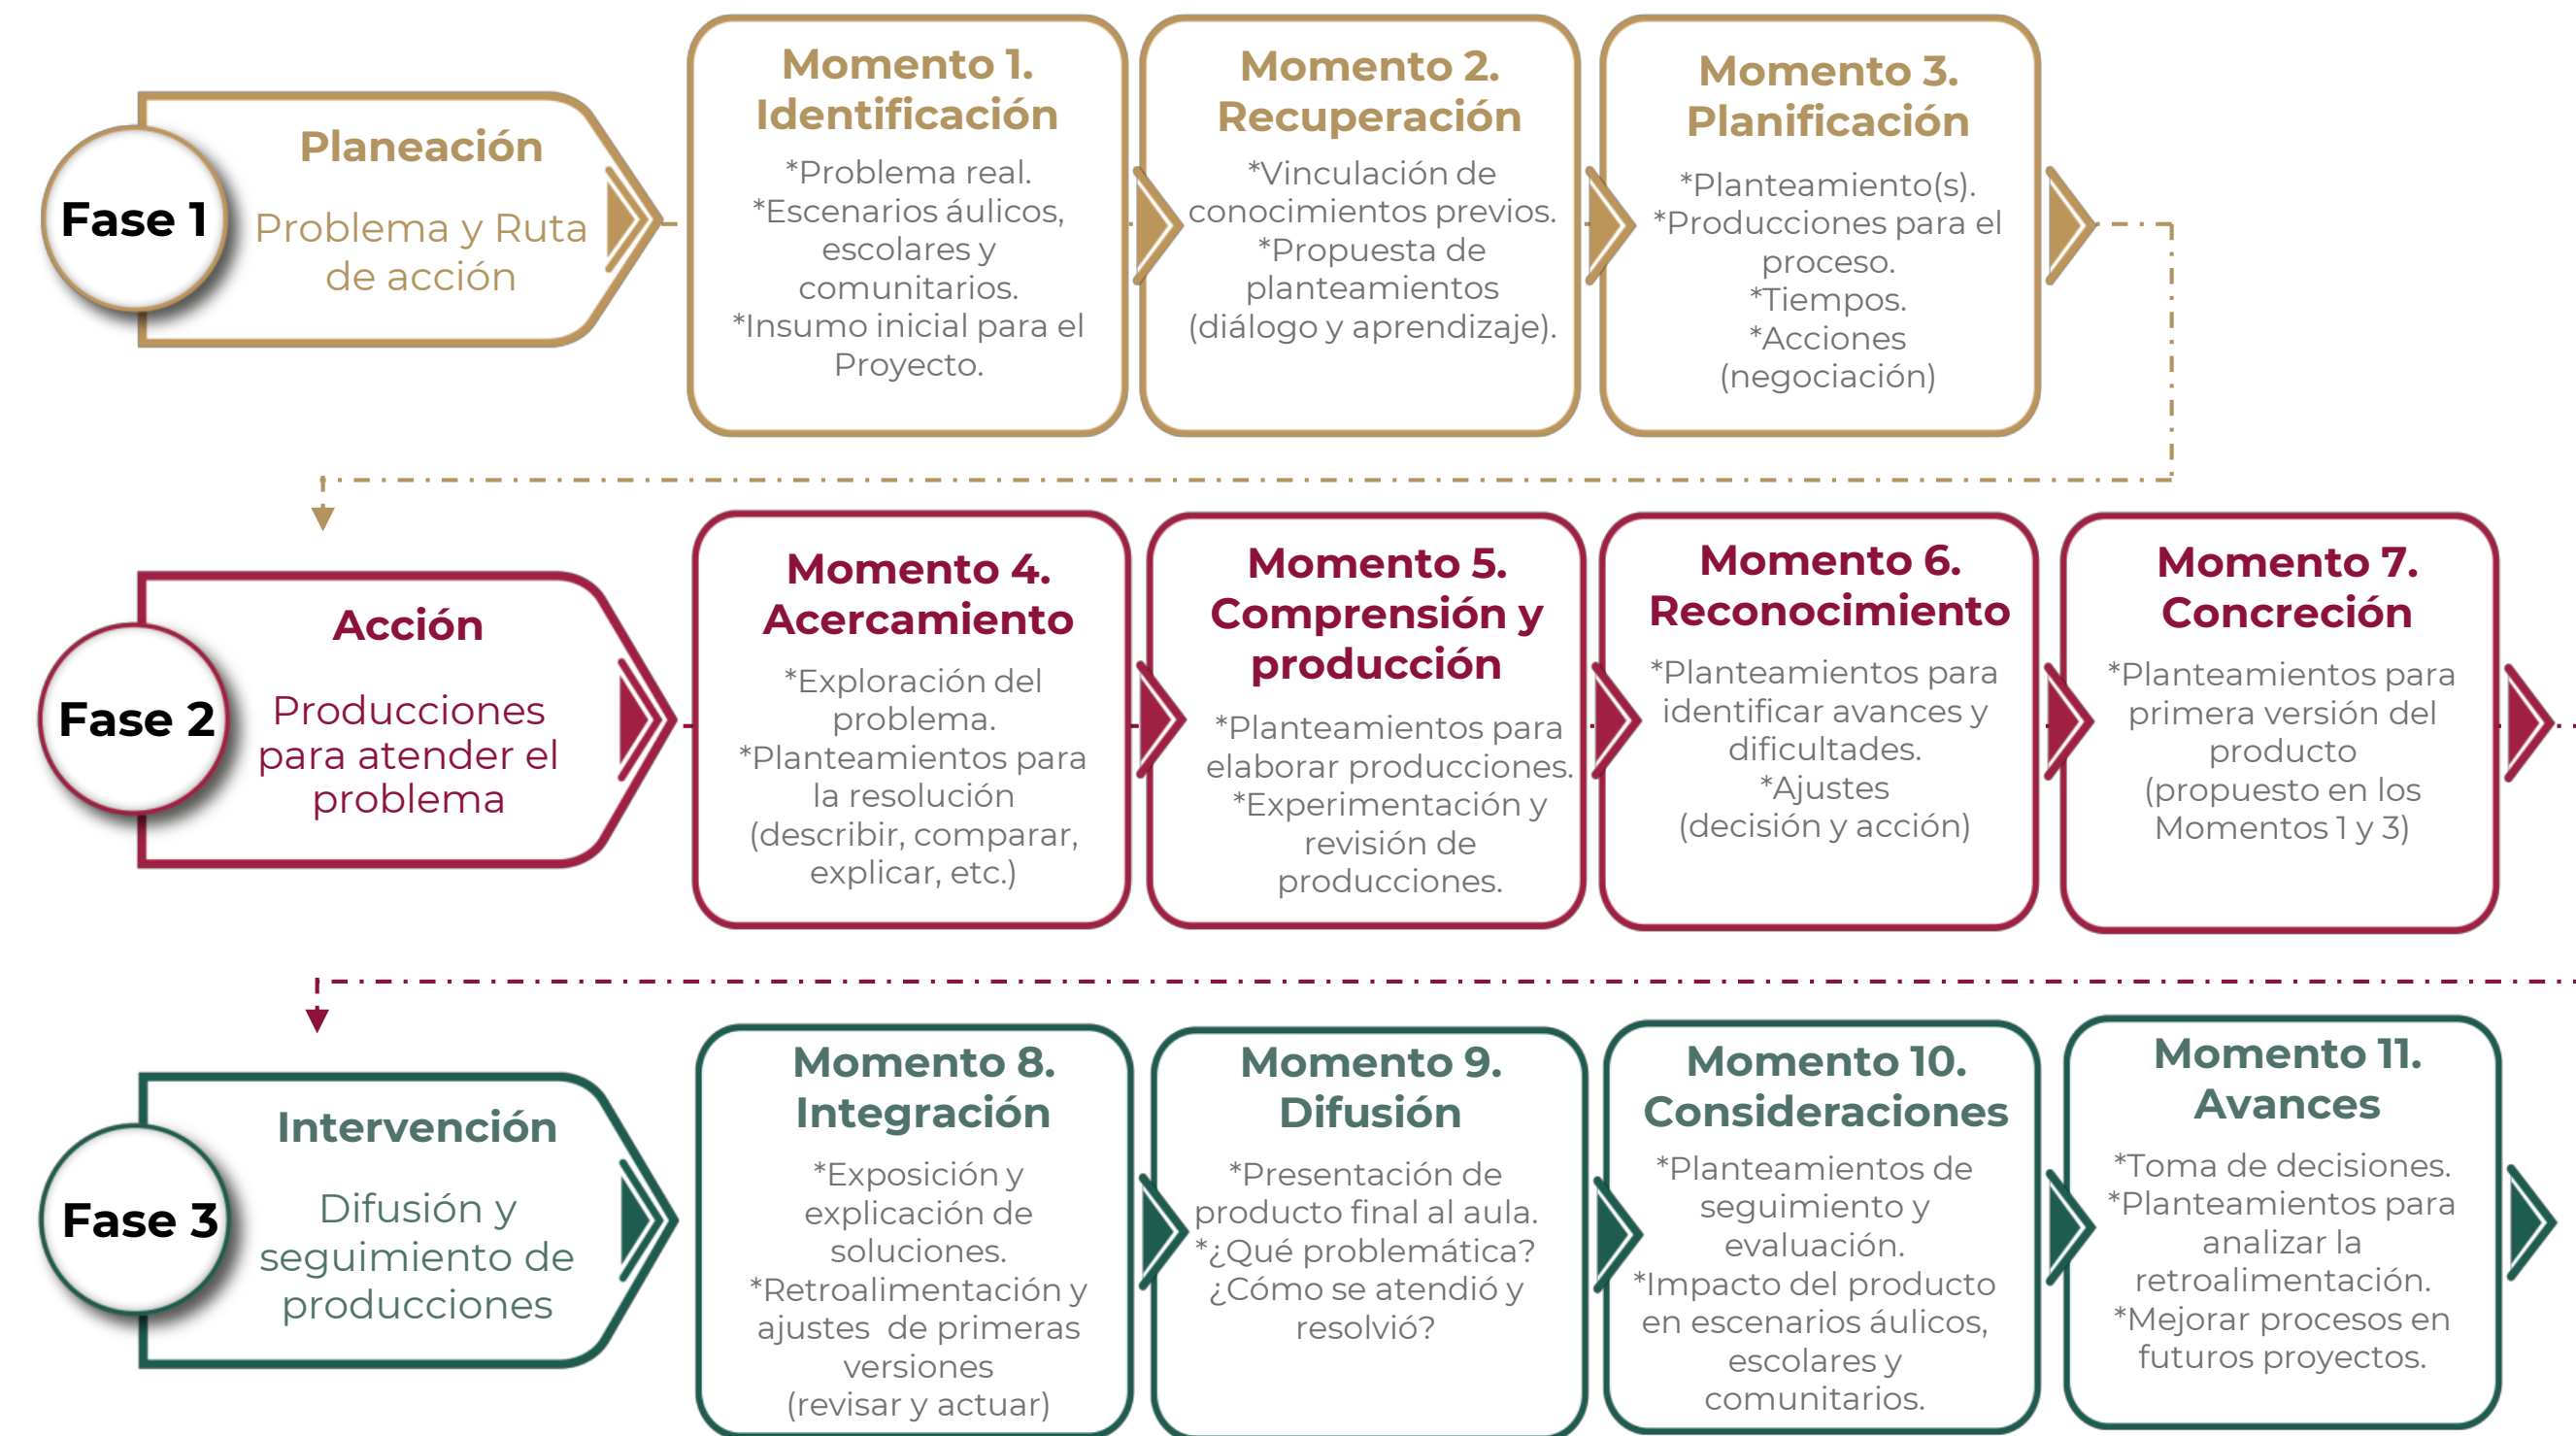 Fase 1
Planeación
Problema y Ruta
de acción
Momento 1.
Identificación
*Problema real.
*Escenarios áulicos,
escolares y
comunitarios.
*Insumo inicial para el
Proyecto.
Momento 2.
Recuperación
*Vinculación de
conocimientos previos.
*Propuesta de
planteamientos
(diálogo y aprendizaje).
Momento 3.
Planificación
*Planteamiento(s).
*Producciones para el
proceso.
*Tiempos.
*Acciones
(negociación)
Fase 2
Acción
Producciones
para atender el
problema
Momento 4.
Acercamiento
*Exploración del
problema.
*Planteamientos para
la resolución
(describir, comparar,
explicar, etc.)
Momento 5.
Comprensión y
producción
*Planteamientos para
elaborar producciones.
*Experimentación y
revisión de
producciones.
Momento 6.
Reconocimiento
*Planteamientos para
identificar avances y
dificultades.
*Ajustes
(decisión y acción)
Momento 7.
Concreción
*Planteamientos para
primera versión del
producto
(propuesto en los
Momentos 1 y 3)
Fase 3
Intervención
Difusión y
seguimiento de
producciones
Momento 8.
Integración
*Exposición y
explicación de
soluciones.
*Retroalimentación y
ajustes de primeras
versiones
(revisar y actuar)
Momento 9.
Difusión
*Presentación de
producto final al aula.
*¿Qué problemática?
¿Cómo se atendió y
resolvió?
Momento 10.
Consideraciones
*Planteamientos de
seguimiento y
evaluación.
*Impacto del producto
en escenarios áulicos,
escolares y
comunitarios.
Momento 11.
Avances
*Toma de decisiones.
*Planteamientos para
analizar la
retroalimentación.
*Mejorar procesos en
futuros proyectos.